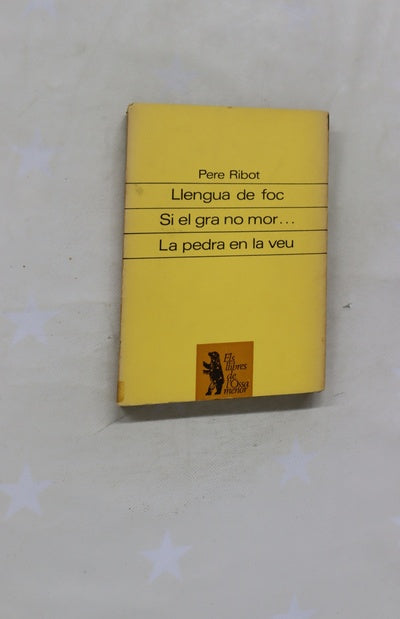 Pere Ribot
Llengua de foc
Si el gra no mor...
La pedra en la veu
Els
llibres
de
l'Ossa
menor